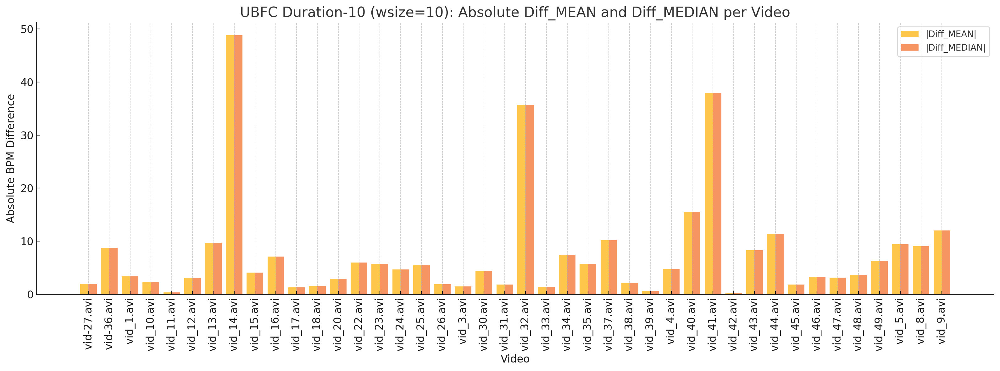 UBFC Duration-10 (wsize=10): Absolute Diff_MEAN and Diff_MEDIAN per Video
|Diff_MEAN|
|Diff_MEDIAN|
Absolute BPM Difference
50
40
30
20
10
0
vid-27.avi
vid-36.avi
vid_1.avi
vid_10.avi
vid_11.avi
vid_12.avi
vid_13.avi
vid_14.avi
vid_15.avi
vid_16.avi
vid_17.avi
vid_18.avi
vid_20.avi
vid_22.avi
vid_23.avi
vid_24.avi
vid_25.avi
vid_26.avi
vid_3.avi
vid_30.avi
vid_31.avi
vid_32.avi
vid_33.avi
vid_34.avi
vid_35.avi
vid_37.avi
vid_38.avi
vid_39.avi
vid_4.avi
vid_40.avi
vid_41.avi
vid_42.avi
vid_43.avi
vid_44.avi
vid_45.avi
vid_46.avi
vid_47.avi
vid_48.avi
vid_49.avi
vid_5.avi
vid_8.avi
vid_9.avi
Video